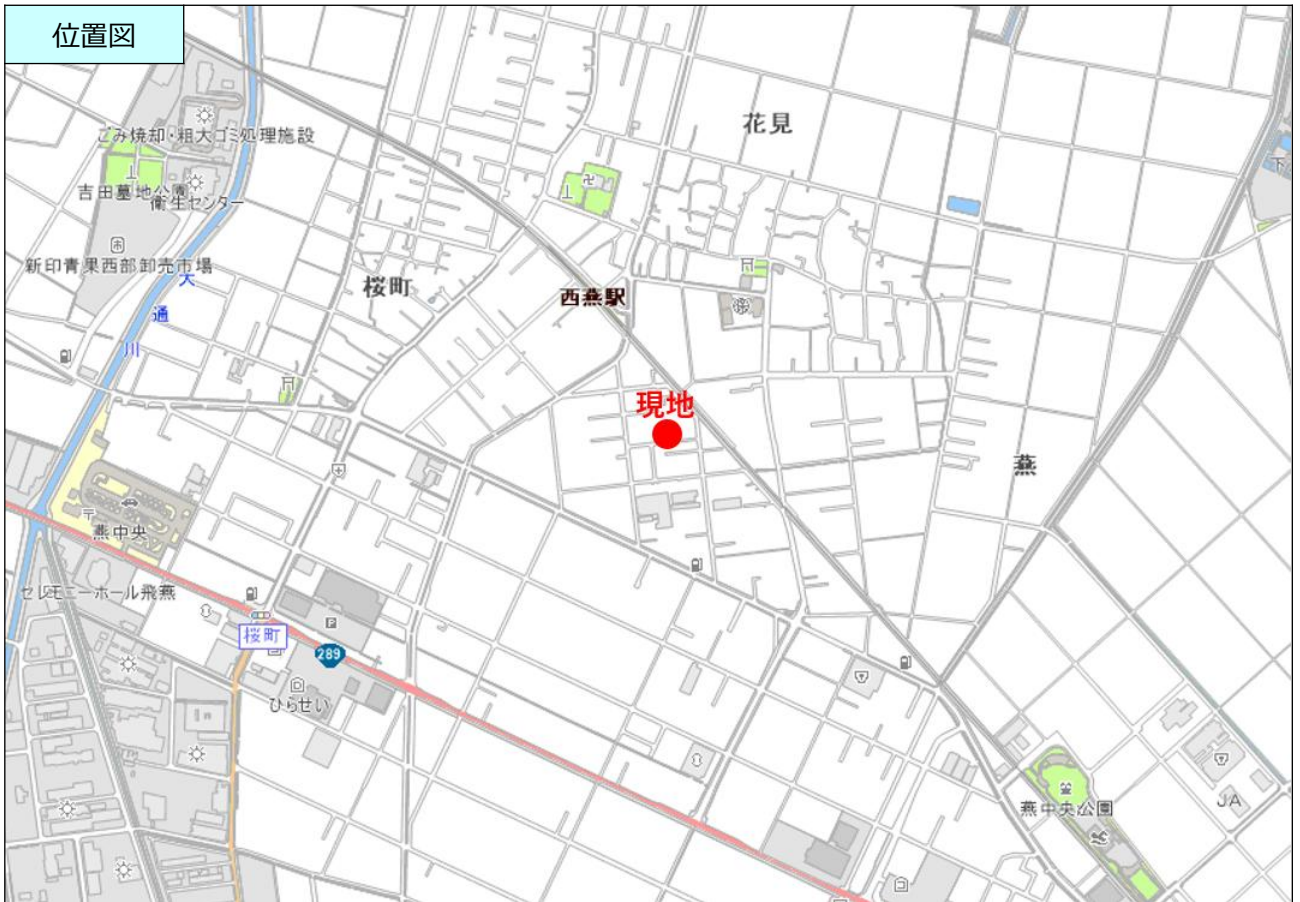 位置図
花見
ごみ焼却・粗大ゴミ処理施設
吉田墓地公園
衛生センター
新印青果西部卸売市場
桜町
西燕駅
大
通
川
下
現地
燕
燕中央
セレモニーホール飛燕
桜町
P
289
ひらせい
燕中央公園
JA